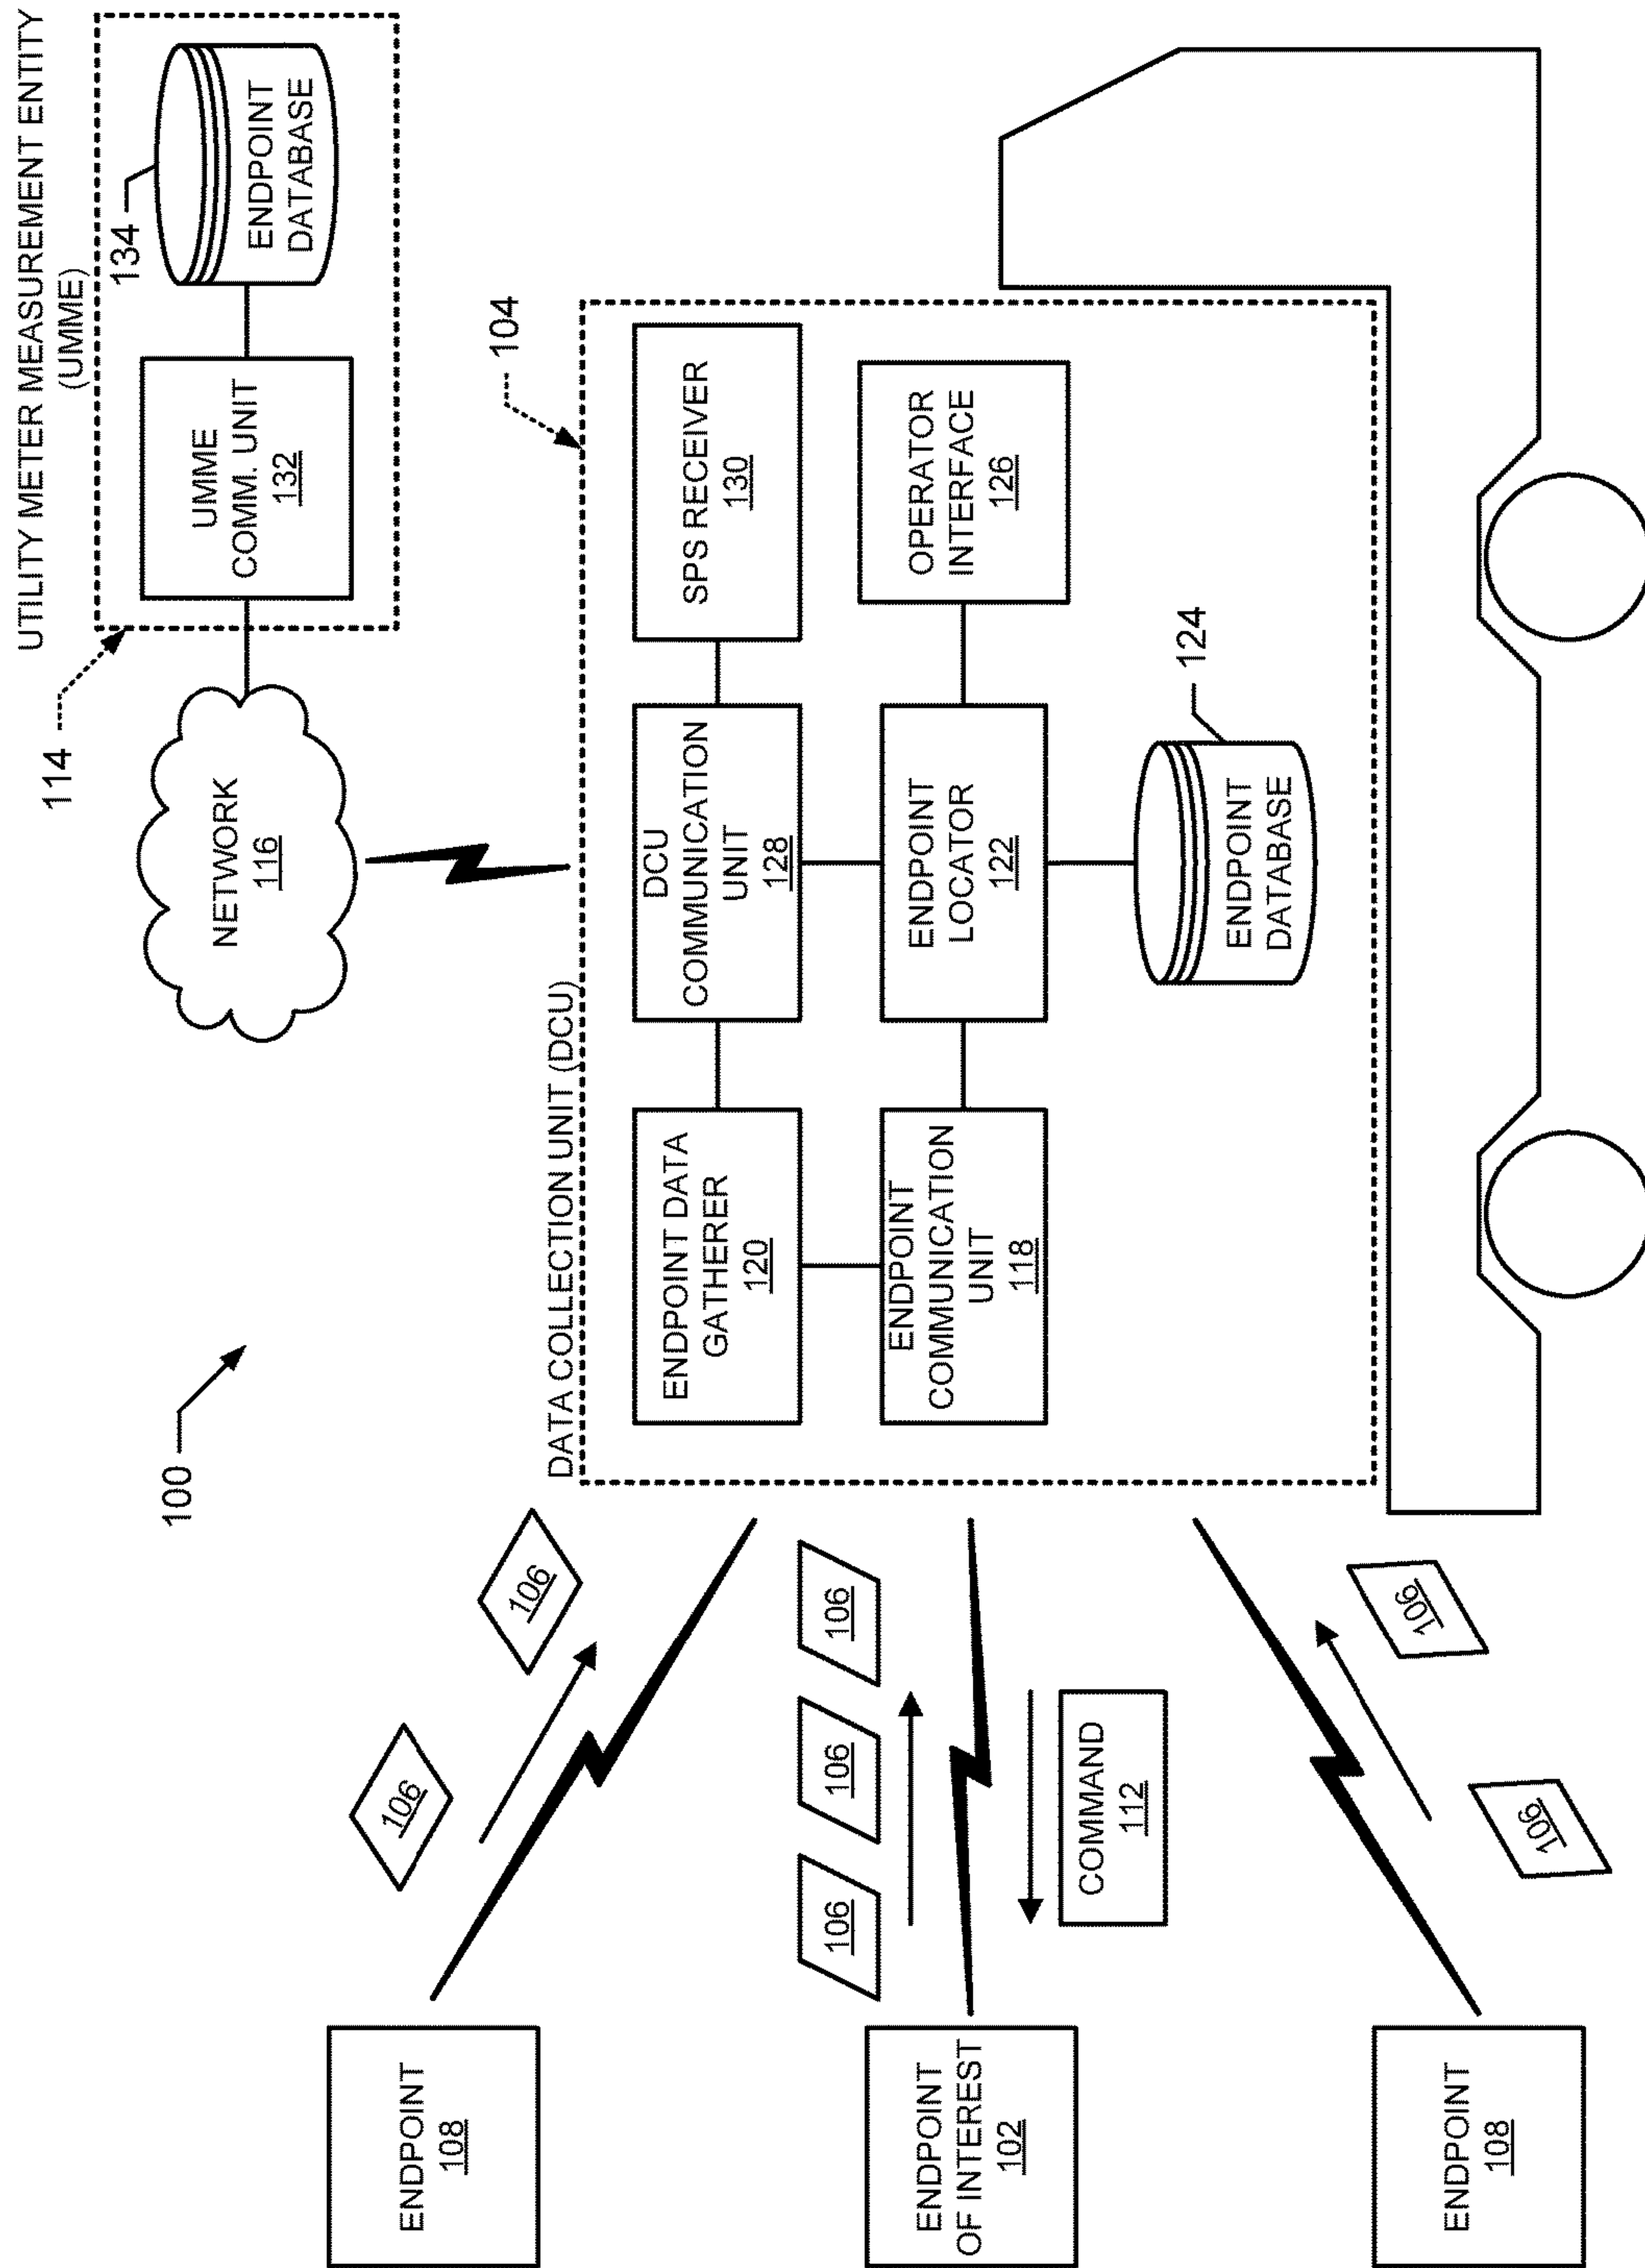 UTILITY METER MEASUREMENT ENTITY
(UMME)
114
134
UMME
COMM. UNIT
132
ENDPOINT
DATABASE
NETWORK
116
100
DATA COLLECTION UNIT (DCU)
104
ENDPOINT DATA
GATHERER
120
DCU
COMMUNICATION
UNIT
128
SPS RECEIVER
130
ENDPOINT
COMMUNICATION
UNIT
118
ENDPOINT
LOCATOR
122
OPERATOR
INTERFACE
126
ENDPOINT
DATABASE
124
ENDPOINT
108
106
106
ENDPOINT
OF INTEREST
102
106
106
106
COMMAND
112
ENDPOINT
108
106
106